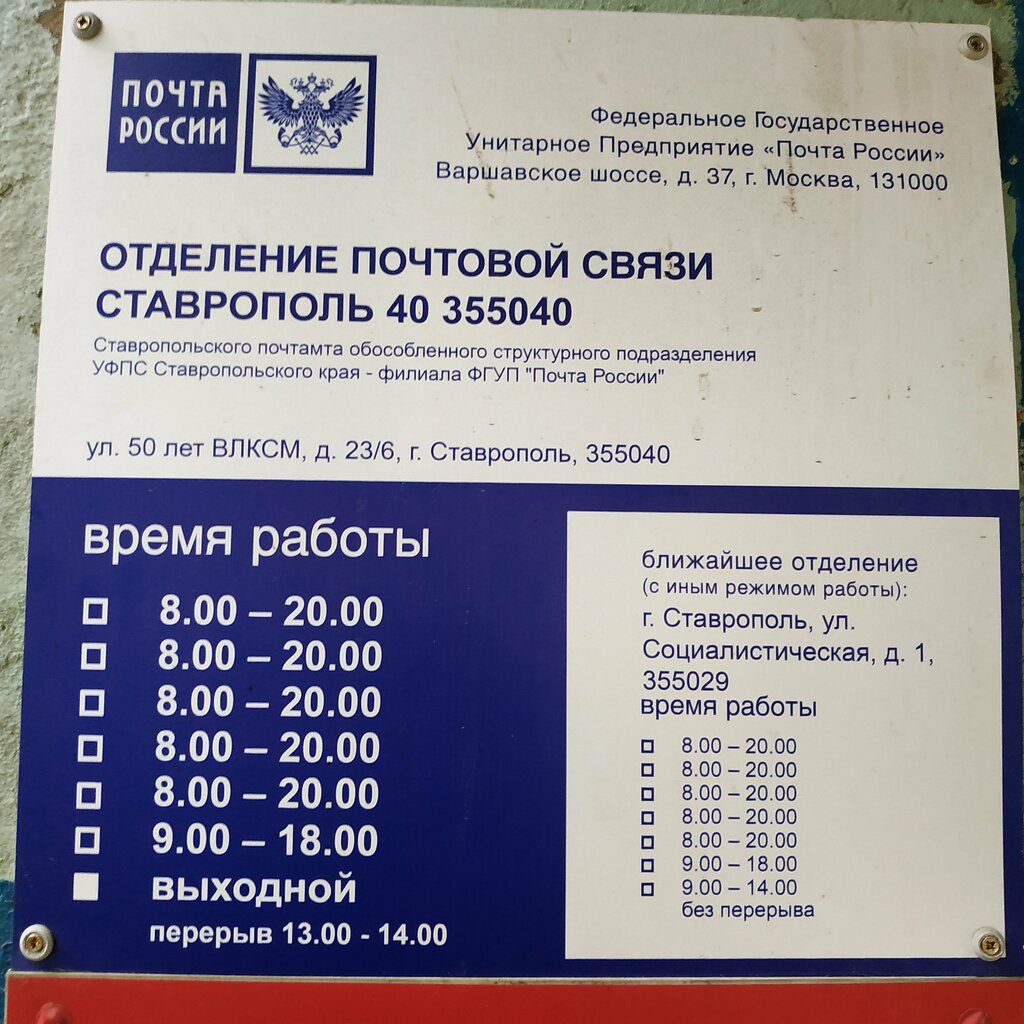 ПОЧТА
РОССИИ
Федеральное Государственное
Унитарное Предприятие «Почта России»
Варшавское шоссе, д. 37, г. Москва, 131000
ОТДЕЛЕНИЕ ПОЧТОВОЙ СВЯЗИ
СТАВРОПОЛЬ 40 355040
Ставропольского почтамта обособленного структурного подразделения
УФПС Ставропольского края - филиала ФГУП "Почта России"
ул. 50 лет ВЛКСМ, д. 23/6, г. Ставрополь, 355040
время работы
8.00 – 20.00
8.00 – 20.00
8.00 – 20.00
8.00 – 20.00
8.00 – 20.00
9.00 – 18.00
выходной
перерыв 13.00 - 14.00
ближайшее отделение
(с иным режимом работы):
г. Ставрополь, ул.
Социалистическая, д. 1,
355029
время работы
8.00 – 20.00
8.00 – 20.00
8.00 – 20.00
8.00 – 20.00
8.00 – 20.00
9.00 – 18.00
9.00 – 14.00
без перерыва